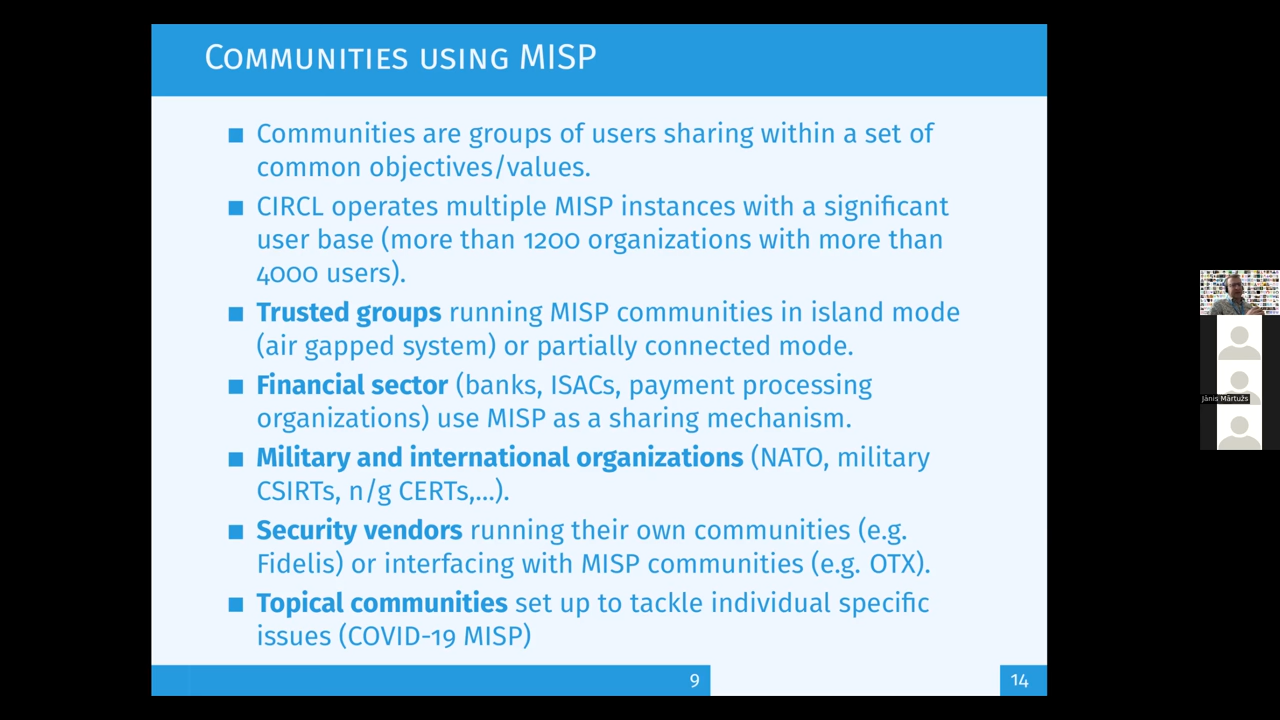 Communities using MISP
■ Communities are groups of users sharing within a set of
common objectives/values.
■ CIRCL operates multiple MISP instances with a significant
user base (more than 1200 organizations with more than
4000 users).
■ Trusted groups running MISP communities in island mode
(air gapped system) or partially connected mode.
■ Financial sector (banks, ISACs, payment processing
organizations) use MISP as a sharing mechanism.
■ Military and international organizations (NATO, military
CSIRTs, n/g CERTs,...).
■ Security vendors running their own communities (e.g.
Fidelis) or interfacing with MISP communities (e.g. OTX).
■ Topical communities set up to tackle individual specific
issues (COVID-19 MISP)
9
14
Jānis Mārtužs